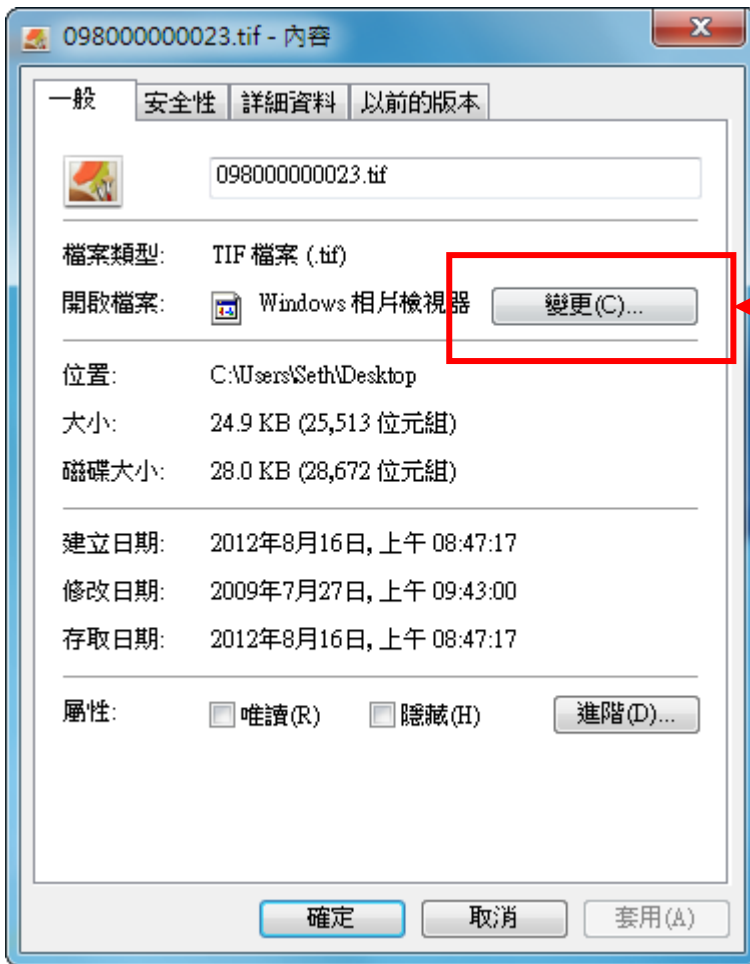 098000000023.tif - 內容
一般 安全性 詳細資料 以前的版本
098000000023.tif
檔案類型: TIF 檔案 (.tif)
開啟檔案: Windows 相片檢視器 變更(C)...
位置: C:\Users\Seth\Desktop
大小: 24.9 KB (25,513 位元組)
磁碟大小: 28.0 KB (28,672 位元組)
建立日期: 2012年8月16日, 上午 08:47:17
修改日期: 2009年7月27日, 上午 09:43:00
存取日期: 2012年8月16日, 上午 08:47:17
屬性: 唯讀(R) 隱藏(H) 進階(D)...
確定 取消 套用(A)